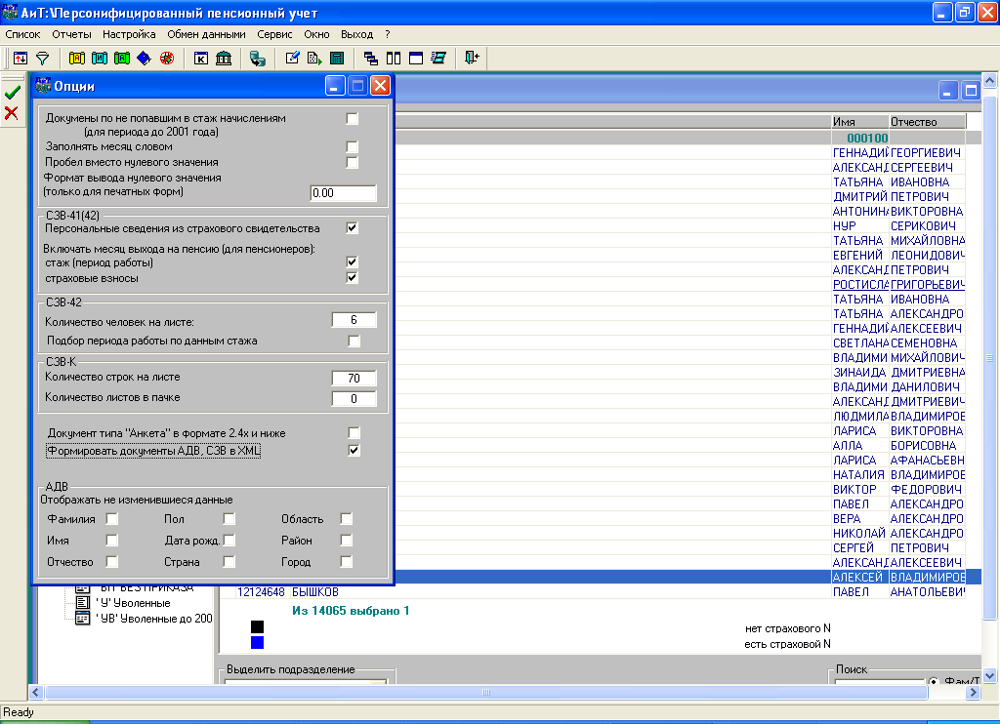 АиТ:\Персонифицированный пенсионный учет
Список Отчеты Настройка Обмен данными Сервис Окно Выход ?
Опции
Докумены по не попавшим в стаж начислениям
(для периода до 2001 года)
Заполнять месяц словом
Пробел вместо нулевого значения
Формат вывода нулевого значения
(только для печатных форм)
0.00
СЗВ-41(42)
Персональные сведения из страхового свидетельства
Включать месяц выхода на пенсию (для пенсионеров):
стаж (период работы)
страховые взносы
СЗВ-42
Количество человек на листе: 6
Подбор периода работы по данным стажа
СЗВ-К
Количество строк на листе 70
Количество листов в пачке 0
Документ типа "Анкета" в формате 2.4х и ниже
Формировать документы АДВ, СЗВ в XML
АДВ
Отображать не изменившиеся данные
Фамилия Пол Область
Имя Дата рожд. Район
Отчество Страна Город
Имя Отчество
000100
ГЕННАДИЙ ГЕОРГИЕВИЧ
АЛЕКСАНД СЕРГЕЕВИЧ
ТАТЬЯНА ИВАНОВНА
ДМИТРИЙ ПЕТРОВИЧ
АНТОНИНА ВИКТОРОВНА
НУР СЕРИКОВИЧ
ТАТЬЯНА МИХАЙЛОВНА
ЕВГЕНИЙ ЛЕОНИДОВИЧ
АЛЕКСАНД ПЕТРОВИЧ
РОСТИСЛА ГРИГОРЬЕВИЧ
ТАТЬЯНА ИВАНОВНА
ТАТЬЯНА АЛЕКСАНДРО
ГЕННАДИЙ АЛЕКСЕЕВИЧ
СВЕТЛАНА СЕМЕНОВНА
ВЛАДИМИ МИХАЙЛОВИЧ
ЗИНАИДА ДМИТРИЕВНА
ВЛАДИМИ ДАНИЛОВИЧ
АЛЕКСАНД ДМИТРИЕВИЧ
ЛЮДМИЛА ВЛАДИМИРОВ
ЛАРИСА ВИКТОРОВНА
АЛЛА БОРИСОВНА
ЛАРИСА АФАНАСЬЕВН
НАТАЛИЯ ВЛАДИМИРОВ
ВИКТОР ФЕДОРОВИЧ
ПАВЕЛ АЛЕКСАНДРО
ВЕРА АЛЕКСАНДРО
НИКОЛАЙ АЛЕКСАНДРО
СЕРГЕЙ ПЕТРОВИЧ
АЛЕКСАНД АЛЕКСЕЕВИЧ
АЛЕКСЕЙ ВЛАДИМИРОВ
12124648 БЫШКОВ ПАВЕЛ АНАТОЛЬЕВИЧ
'БП' БЕЗ ПРИКАЗА
'У' Уволенные
'УВ' Уволенные до 200
Из 14065 выбрано 1
нет страхового N
есть страховой N
Выделить подразделение
Поиск
Фам/Т
Ready